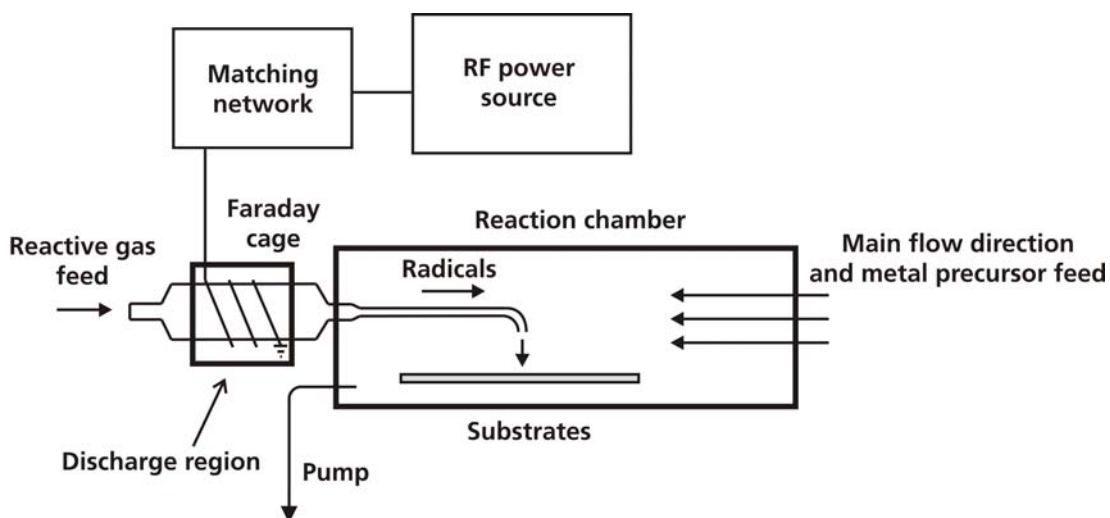 Matching
network
RF power
source
Faraday
cage
Reaction chamber
Reactive gas
feed
Radicals
Main flow direction
and metal precursor feed
Substrates
Discharge region
Pump